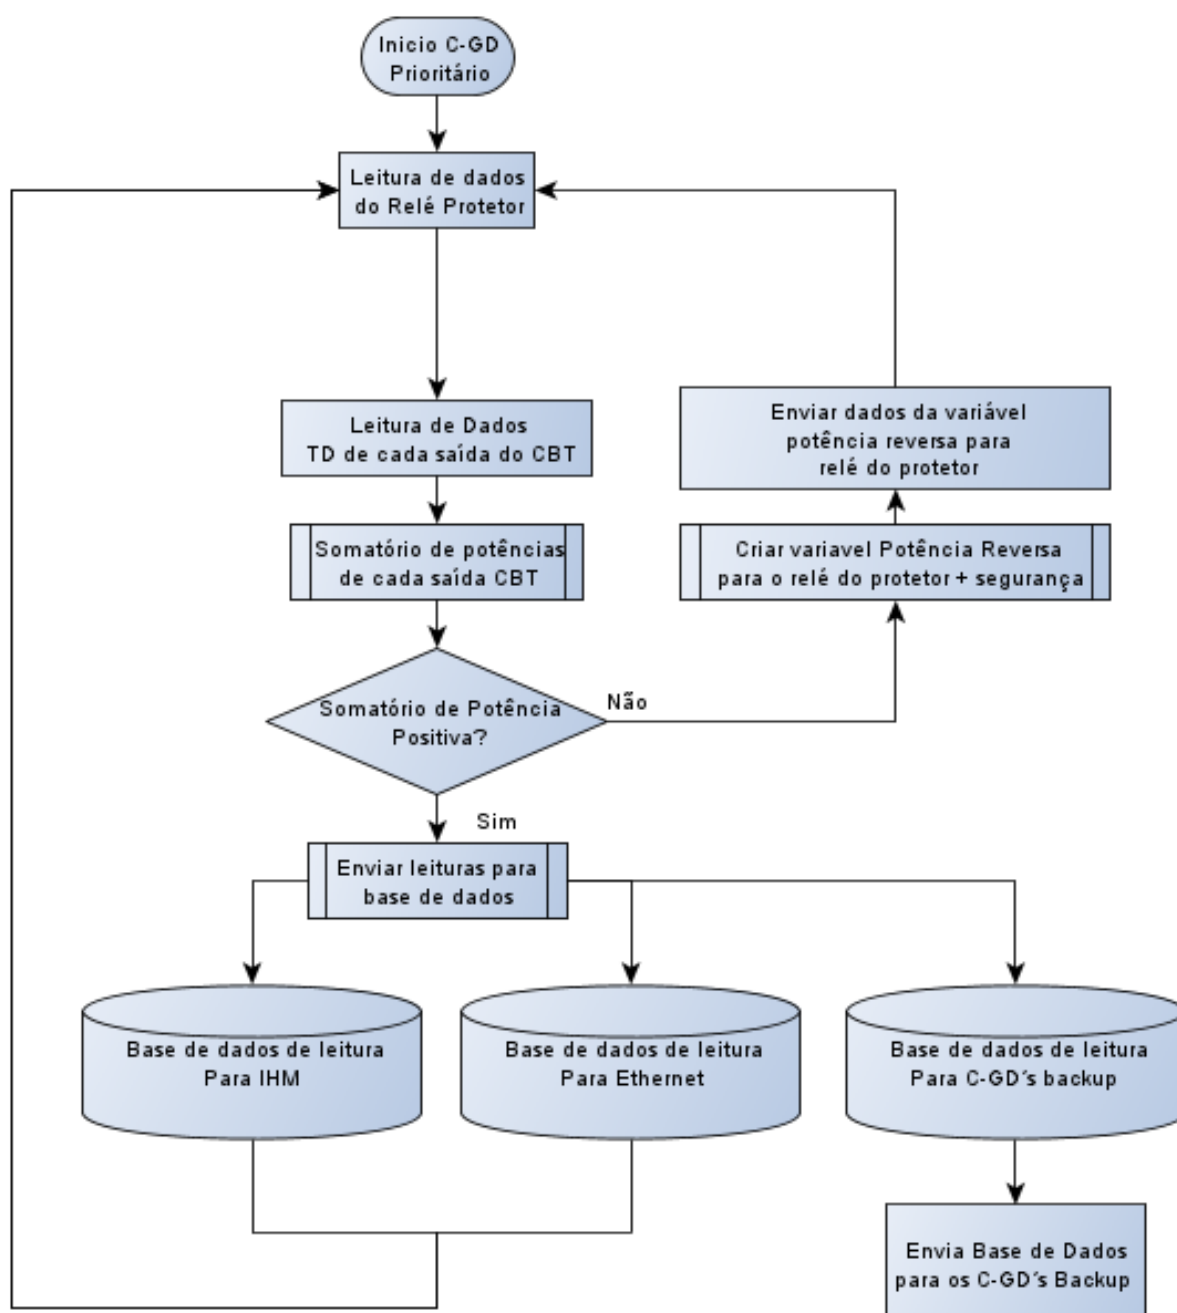 Inicio C-GD
Prioritário
Leitura de dados
do Relé Protetor
Leitura de Dados
TD de cada saída do CBT
Enviar dados da variável
potência reversa para
relé do protetor
Somatório de potências
de cada saída CBT
Criar variavel Potência Reversa
para o relé do protetor + segurança
Somatório de Potência
Positiva?
Não
Sim
Enviar leituras para
base de dados
Base de dados de leitura
Para IHM
Base de dados de leitura
Para Ethernet
Base de dados de leitura
Para C-GD´s backup
Envia Base de Dados
para os C-GD´s Backup